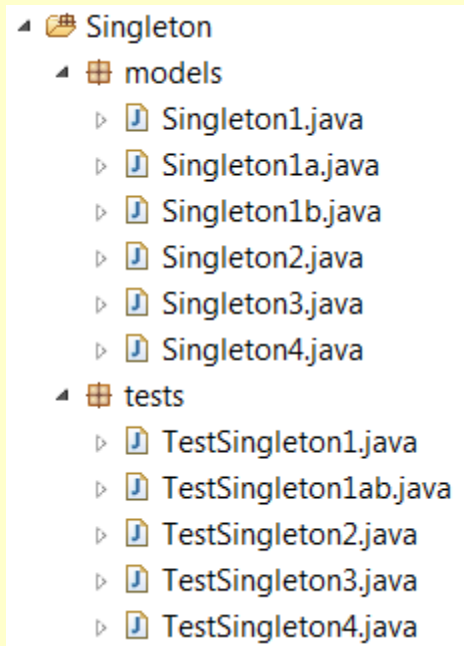 Singleton
models
Singleton1.java
Singleton1a.java
Singleton1b.java
Singleton2.java
Singleton3.java
Singleton4.java
tests
TestSingleton1.java
TestSingleton1ab.java
TestSingleton2.java
TestSingleton3.java
TestSingleton4.java